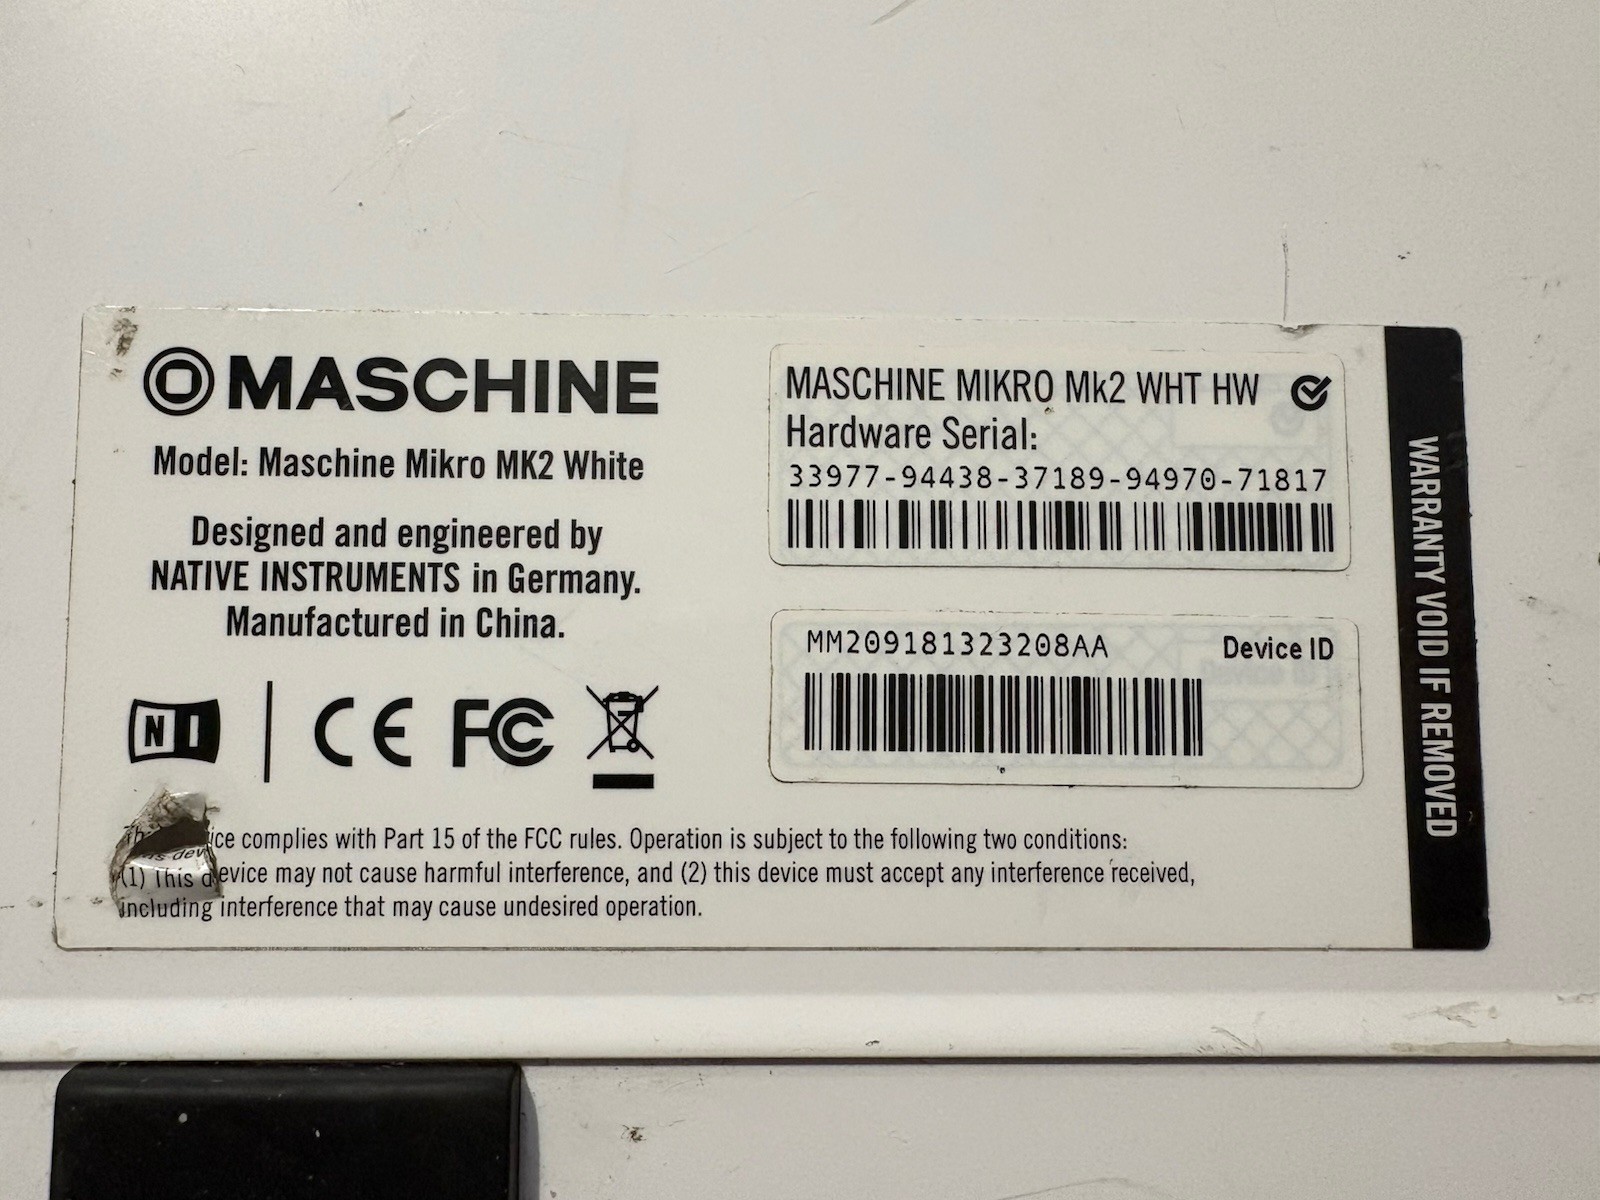 MASCHINE
Model: Maschine Mikro MK2 White
Designed and engineered by
NATIVE INSTRUMENTS in Germany.
Manufactured in China.
NI
CE FC
MASCHINE MIKRO Mk2 WHT HW
Hardware Serial:
33977-94438-37189-94970-71817
MM209181323208AA Device ID
complies with Part 15 of the FCC rules. Operation is subject to the following two conditions:
(1) This device may not cause harmful interference, and (2) this device must accept any interference received,
including interference that may cause undesired operation.
WARRANTY VOID IF REMOVED